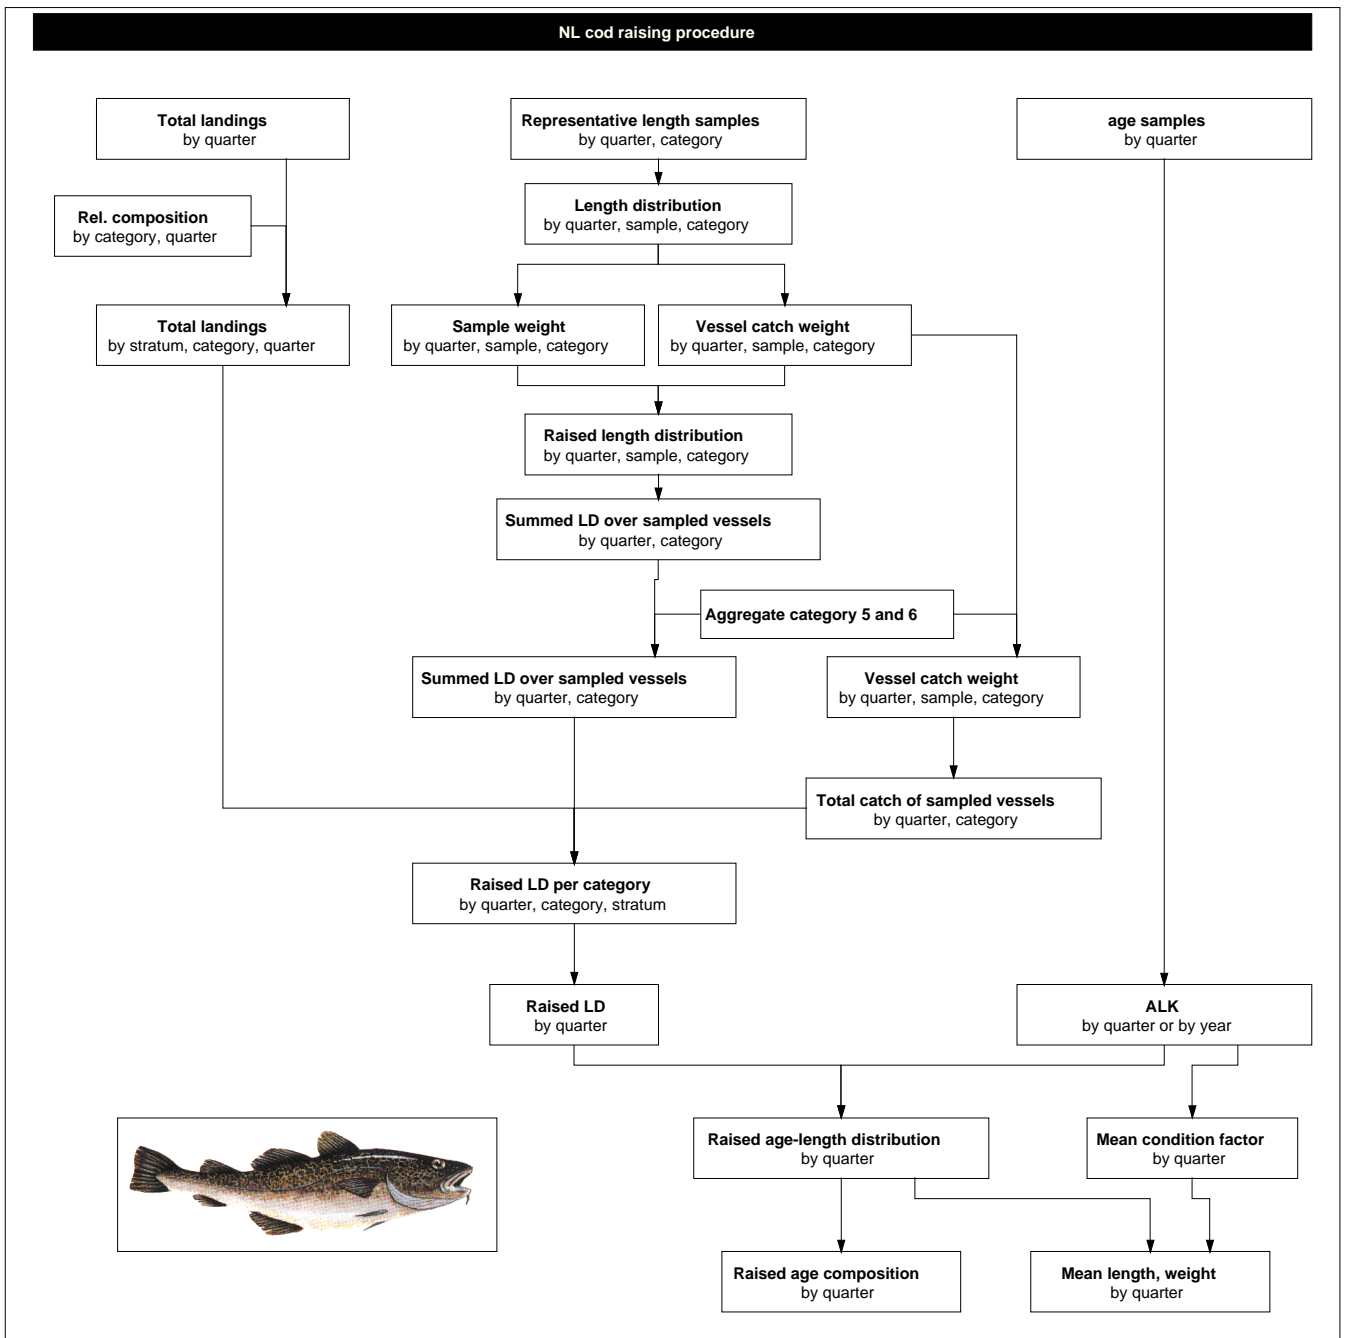 NL cod raising procedure
Total landings
by quarter
Representative length samples
by quarter, category
age samples
by quarter
Rel. composition
by category, quarter
Length distribution
by quarter, sample, category
Total landings
by stratum, category, quarter
Sample weight
by quarter, sample, category
Vessel catch weight
by quarter, sample, category
Raised length distribution
by quarter, sample, category
Summed LD over sampled vessels
by quarter, category
Aggregate category 5 and 6
Summed LD over sampled vessels
by quarter, category
Vessel catch weight
by quarter, sample, category
Total catch of sampled vessels
by quarter, category
Raised LD per category
by quarter, category, stratum
Raised LD
by quarter
ALK
by quarter or by year
Raised age-length distribution
by quarter
Mean condition factor
by quarter
Raised age composition
by quarter
Mean length, weight
by quarter